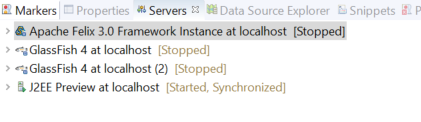 Markers Properties Servers Data Source Explorer Snippets P
Apache Felix 3.0 Framework Instance at localhost [Stopped]
GlassFish 4 at localhost [Stopped]
GlassFish 4 at localhost (2) [Stopped]
J2EE Preview at localhost [Started, Synchronized]